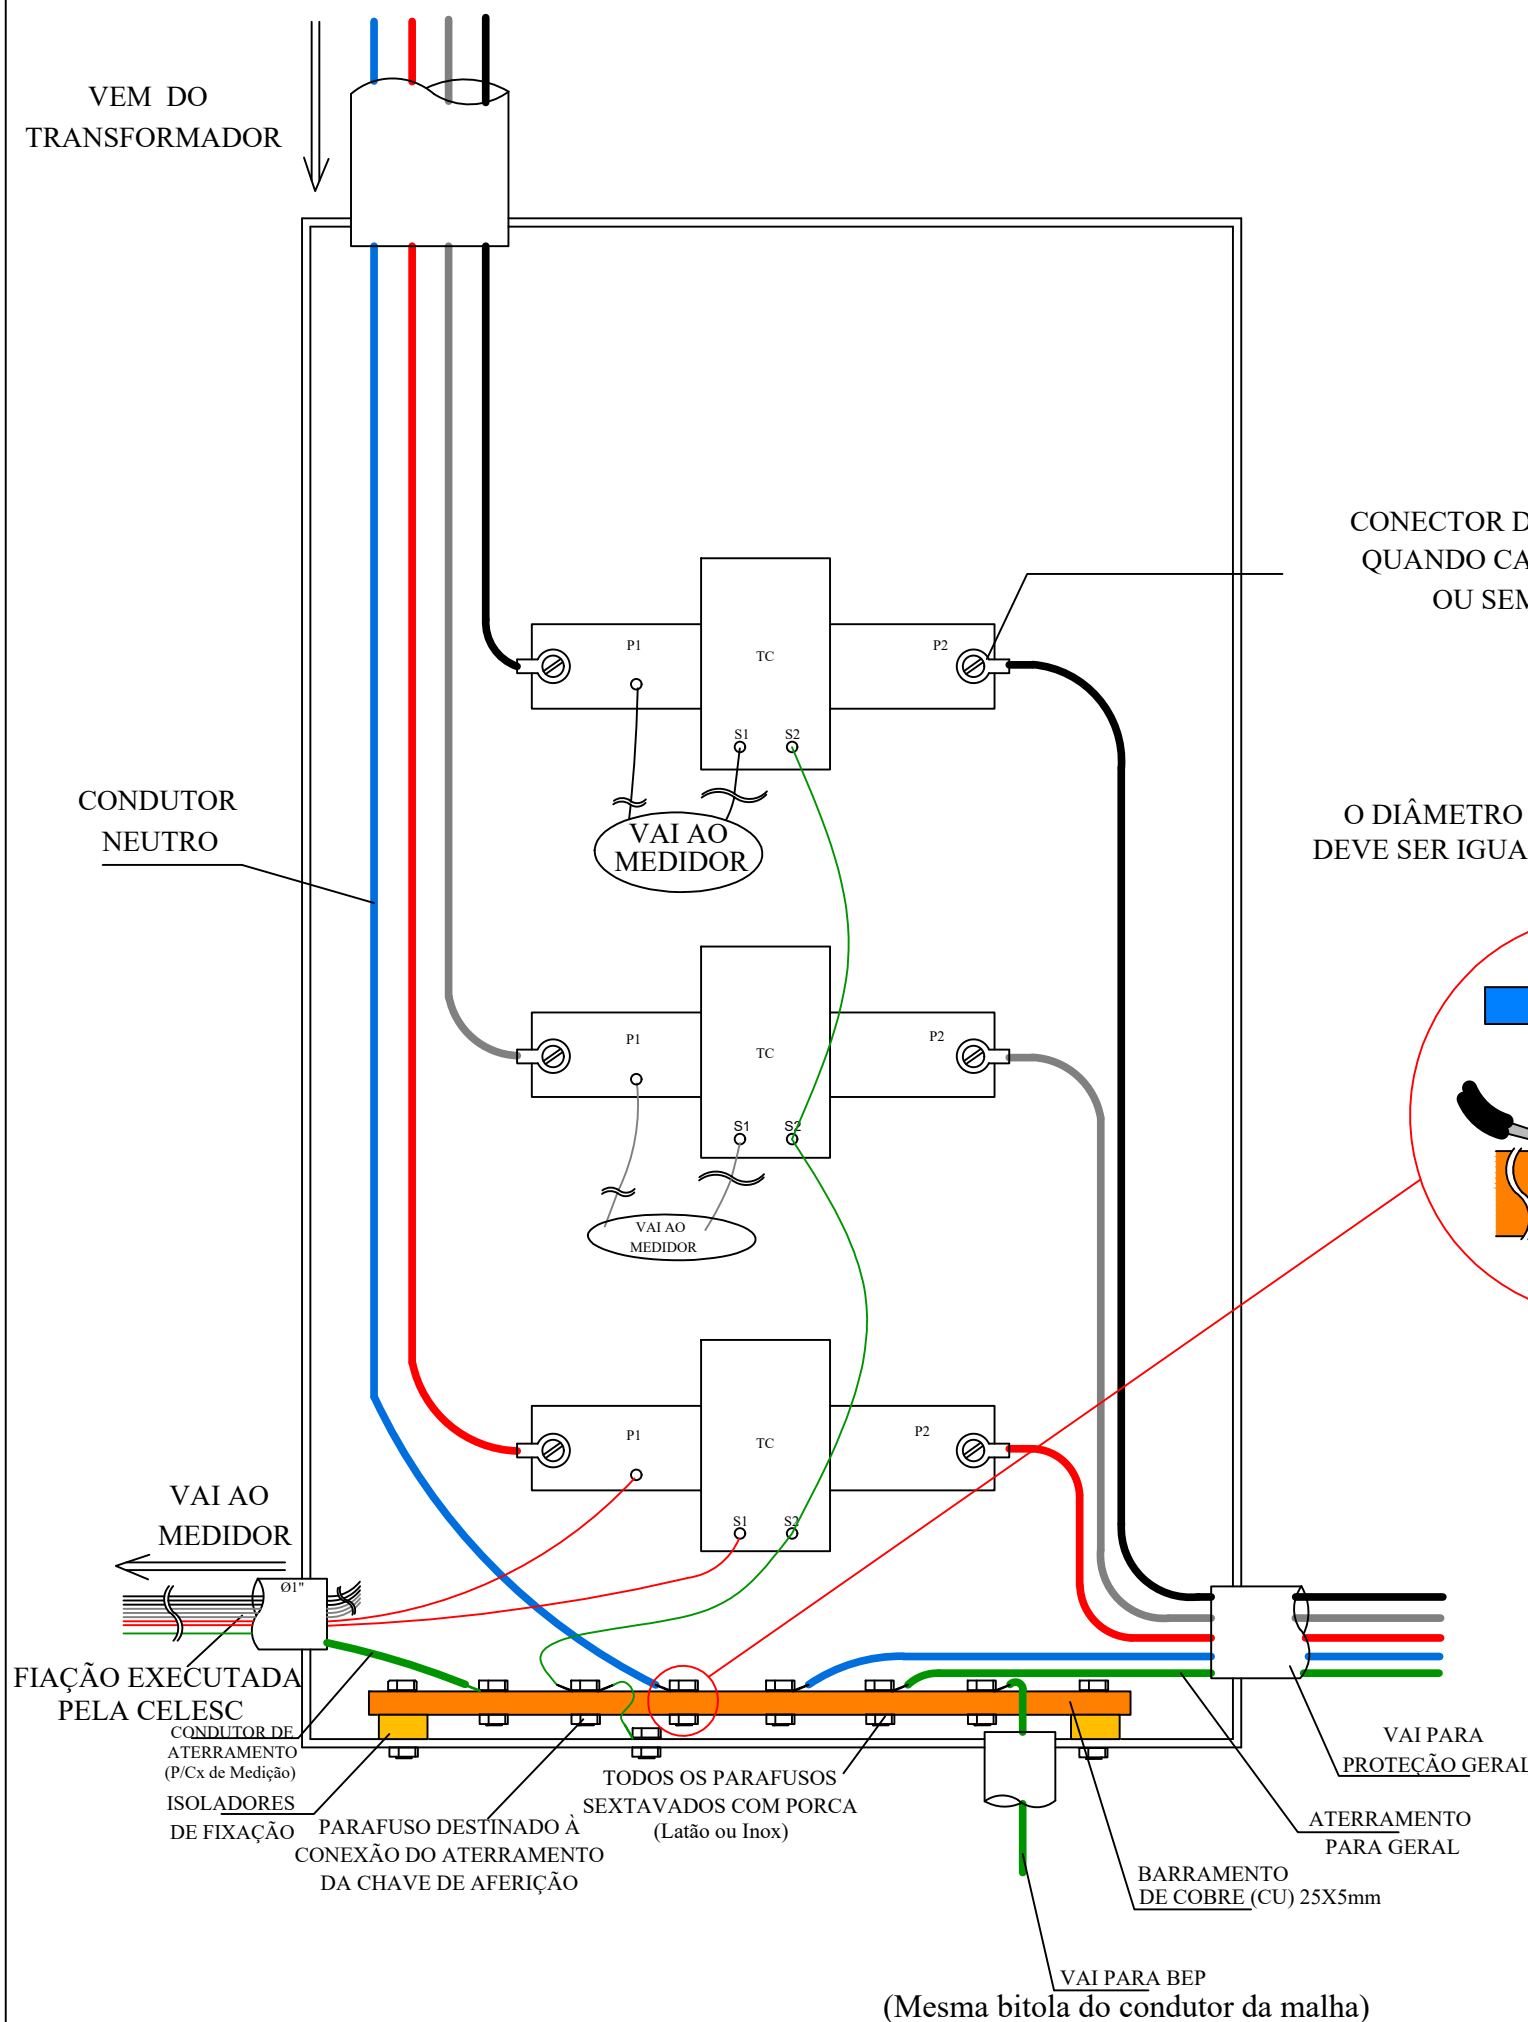 VEM DO
TRANSFORMADOR
CONECTOR D
QUANDO CA
OU SEM
P1
TC
P2
S1
S2
VAI AO
MEDIDOR
CONDUTOR
NEUTRO
O DIÂMETRO
DEVE SER IGUA
P1
TC
P2
S1
S2
VAI AO
MEDIDOR
P1
TC
P2
S1
S2
VAI AO
MEDIDOR
Ø1"
FIAÇÃO EXECUTADA
PELA CELESC
CONDUTOR DE
ATERRAMENTO
(P/Cx de Medição)
ISOLADORES
DE FIXAÇÃO
PARAFUSO DESTINADO À
CONEXÃO DO ATERRAMENTO
DA CHAVE DE AFERIÇÃO
TODOS OS PARAFUSOS
SEXTAVADOS COM PORCA
(Latão ou Inox)
VAI PARA
PROTEÇÃO GERAL
ATERRAMENTO
PARA GERAL
BARRAMENTO
DE COBRE (CU) 25X5mm
VAI PARA BEP
(Mesma bitola do condutor da malha)